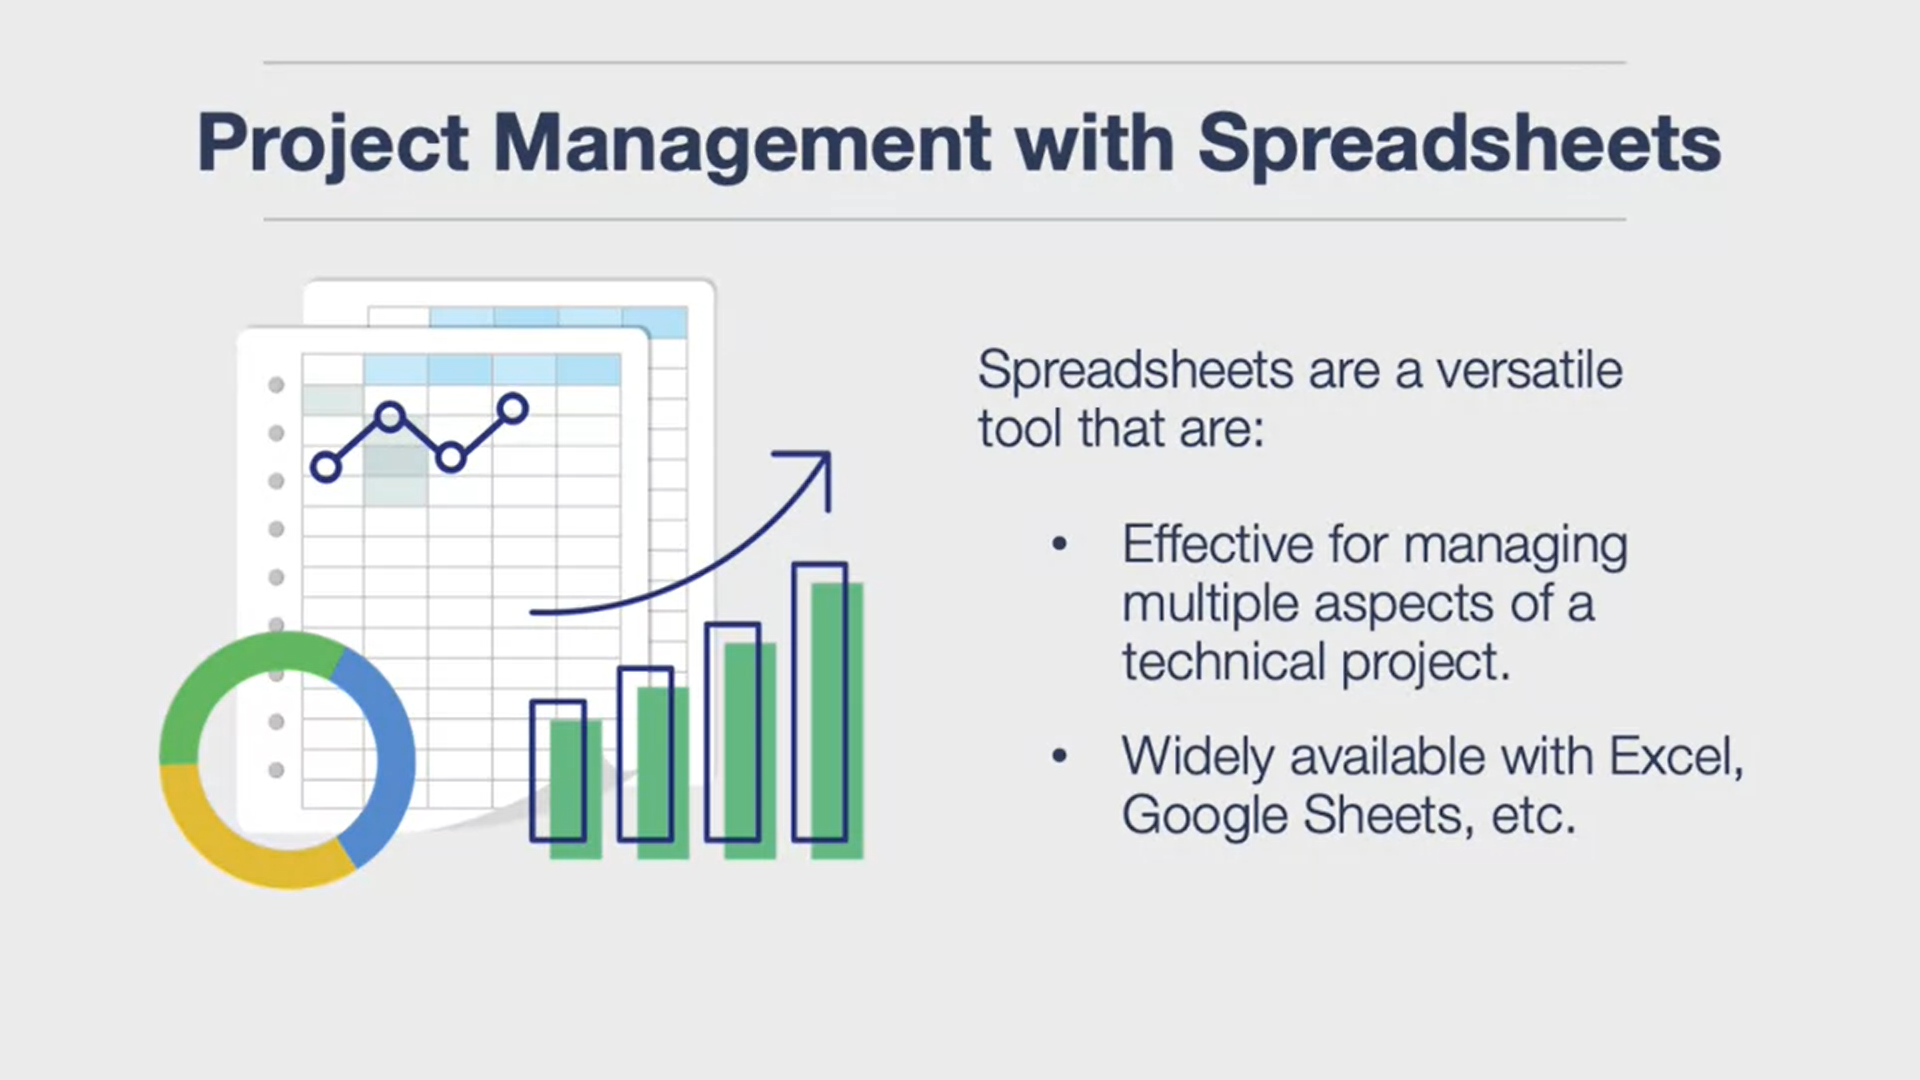 Project Management with Spreadsheets
Spreadsheets are a versatile
tool that are:
• Effective for managing
multiple aspects of a
technical project.
• Widely available with Excel,
Google Sheets, etc.